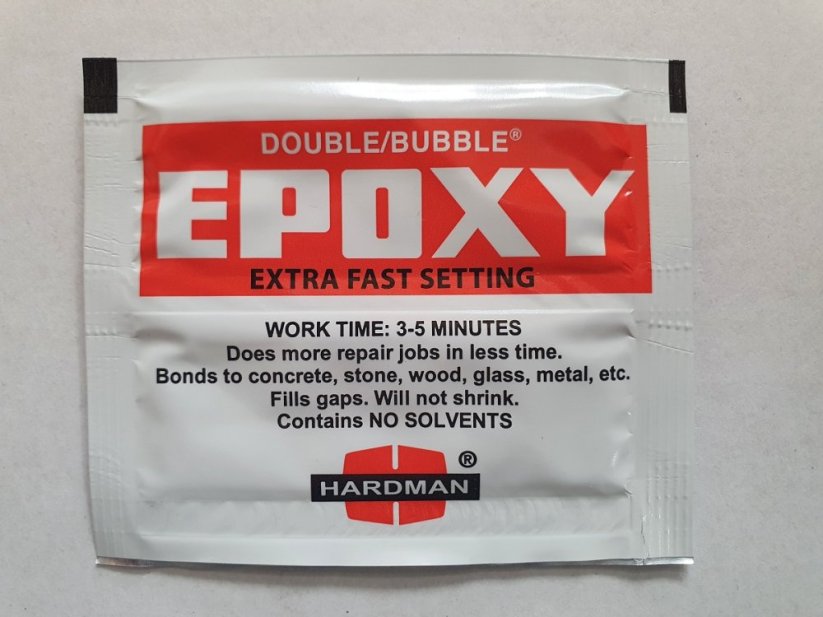 DOUBLE/BUBBLE®
EPOXY
EXTRA FAST SETTING
WORK TIME: 3-5 MINUTES
Does more repair jobs in less time.
Bonds to concrete, stone, wood, glass, metal, etc.
Fills gaps. Will not shrink.
Contains NO SOLVENTS
HARDMAN®